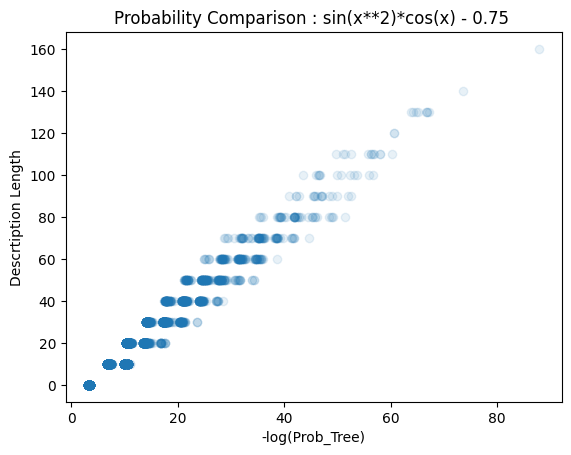 Probability Comparison : sin(x**2)*cos(x) - 0.75
160
140
120
100
80
60
40
20
0
Descrtiption Length
0 20 40 60 80
-log(Prob_Tree)